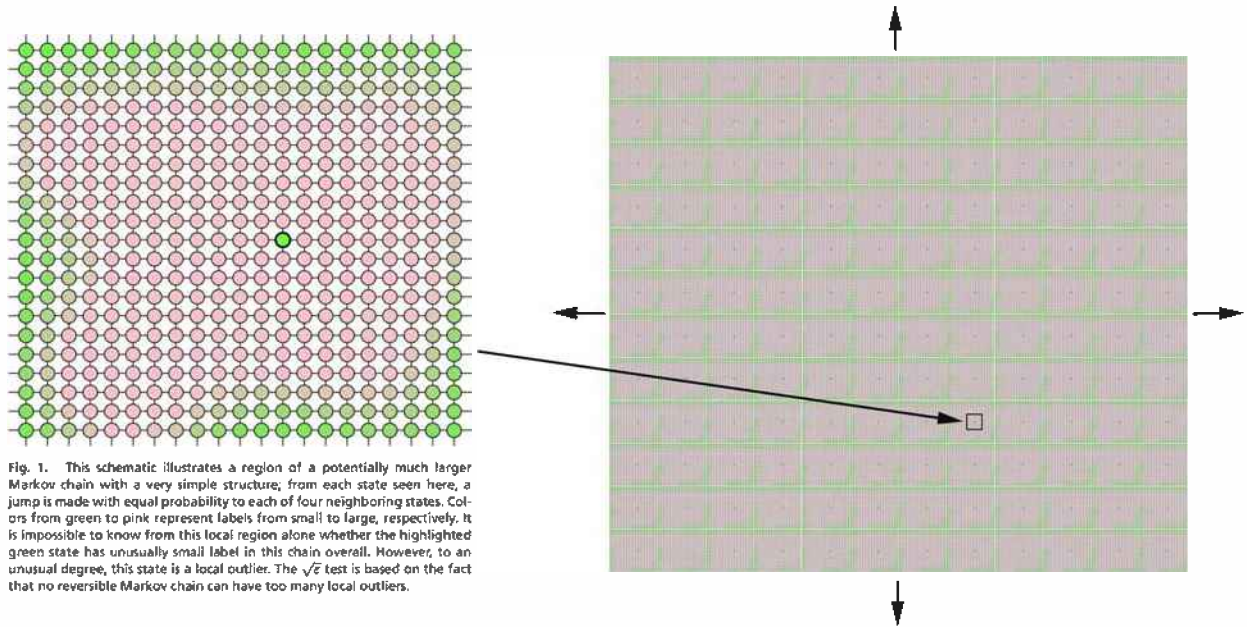 Fig. 1. This schematic illustrates a region of a potentially much larger
Markov chain with a very simple structure; from each state seen here, a
jump is made with equal probability to each of four neighboring states. Col-
ors from green to pink represent labels from small to large, respectively. It
is impossible to know from this local region alone whether the highlighted
green state has unusually small label in this chain overall. However, to an
unusual degree, this state is a local outlier. The √ε test is based on the fact
that no reversible Markov chain can have too many local outliers.